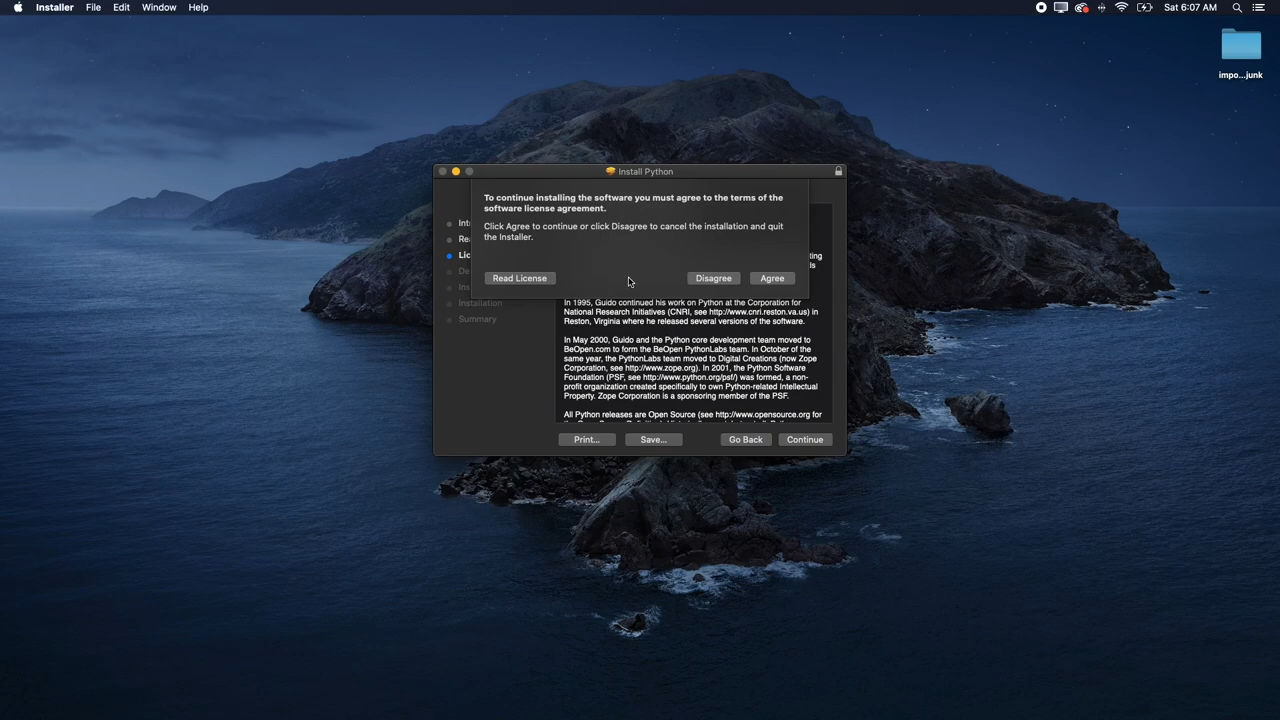 Installer File Edit Window Help
Sat 6:07 AM
impo...junk
Install Python
To continue installing the software you must agree to the terms of the
software license agreement.
Click Agree to continue or click Disagree to cancel the installation and quit
the Installer.
Read License Disagree Agree
Int
Re
Lic
De
Ins
Installation
Summary
ting
ls
In 1995, Guido continued his work on Python at the Corporation for
National Research Initiatives (CNRI, see http://www.cnri.reston.va.us) in
Reston, Virginia where he released several versions of the software.
In May 2000, Guido and the Python core development team moved to
BeOpen.com to form the BeOpen PythonLabs team. In October of the
same year, the PythonLabs team moved to Digital Creations (now Zope
Corporation, see http://www.zope.org). In 2001, the Python Software
Foundation (PSF, see http://www.python.org/psf/) was formed, a non-
profit organization created specifically to own Python-related Intellectual
Property. Zope Corporation is a sponsoring member of the PSF.
All Python releases are Open Source (see http://www.opensource.org for
Print... Save... Go Back Continue